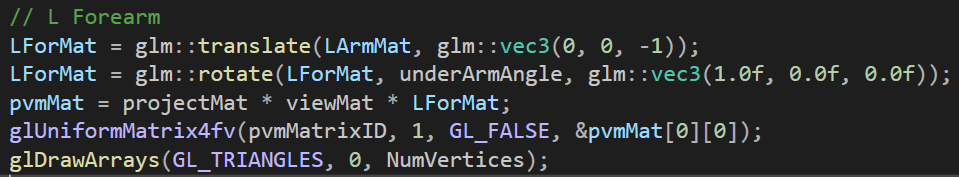 // L Forearm
LForMat = glm::translate(LArmMat, glm::vec3(0, 0, -1));
LForMat = glm::rotate(LForMat, underArmAngle, glm::vec3(1.0f, 0.0f, 0.0f));
pvmMat = projectMat * viewMat * LForMat;
glUniformMatrix4fv(pvmMatrixID, 1, GL_FALSE, &pvmMat[0][0]);
glDrawArrays(GL_TRIANGLES, 0, NumVertices);